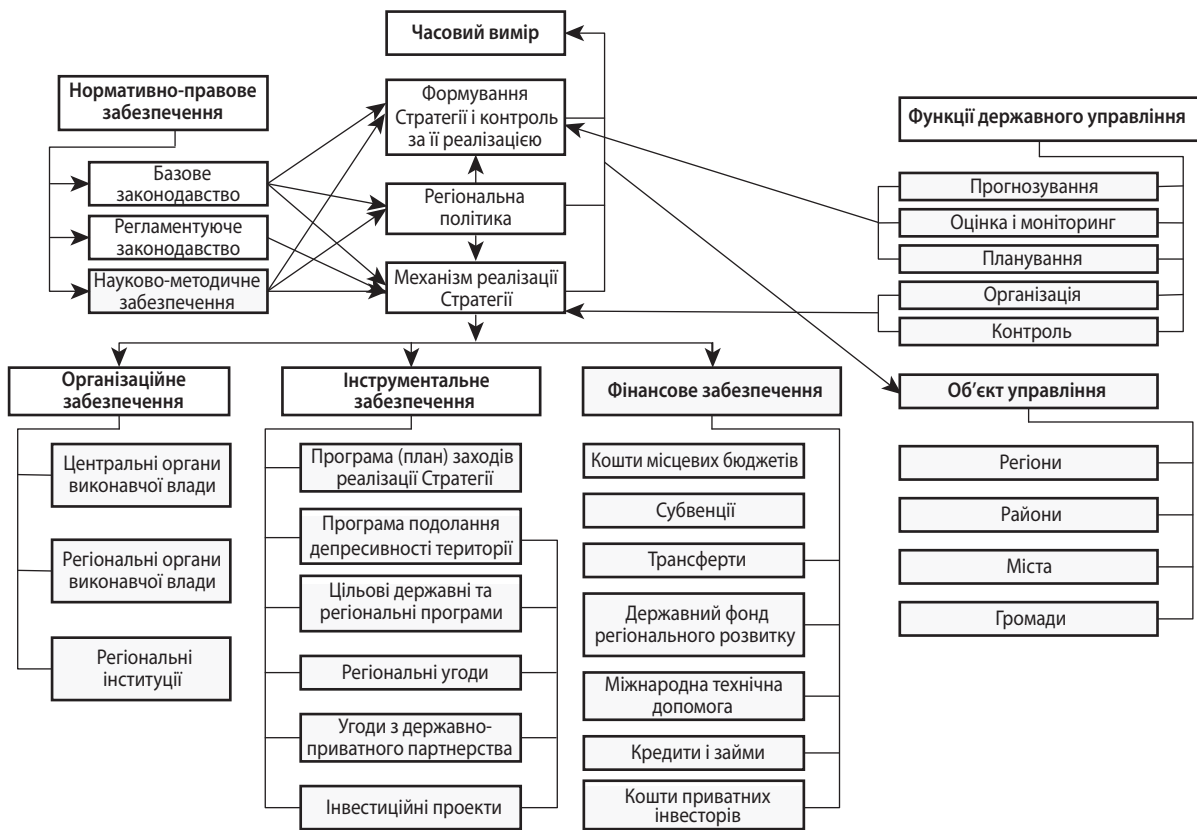 Часовий вимір
Нормативно-правове
забезпечення
Базове
законодавство
Регламентуюче
законодавство
Науково-методичне
забезпечення
Формування
Стратегії і контроль
за її реалізацією
Регіональна
політика
Механізм реалізації
Стратегії
Функції державного управління
Прогнозування
Оцінка і моніторинг
Планування
Організація
Контроль
Організаційне
забезпечення
Центральні органи
виконавчої влади
Регіональні органи
виконавчої влади
Регіональні
інституції
Інструментальне
забезпечення
Програма (план) заходів
реалізації Стратегії
Програма подолання
депресивності території
Цільові державні та
регіональні програми
Регіональні угоди
Угоди з державно-
приватного партнерства
Інвестиційні проекти
Фінансове забезпечення
Кошти місцевих бюджетів
Субвенції
Трансферти
Державний фонд
регіонального розвитку
Міжнародна технічна
допомога
Кредити і займи
Кошти приватних
інвесторів
Об’єкт управління
Регіони
Райони
Міста
Громади